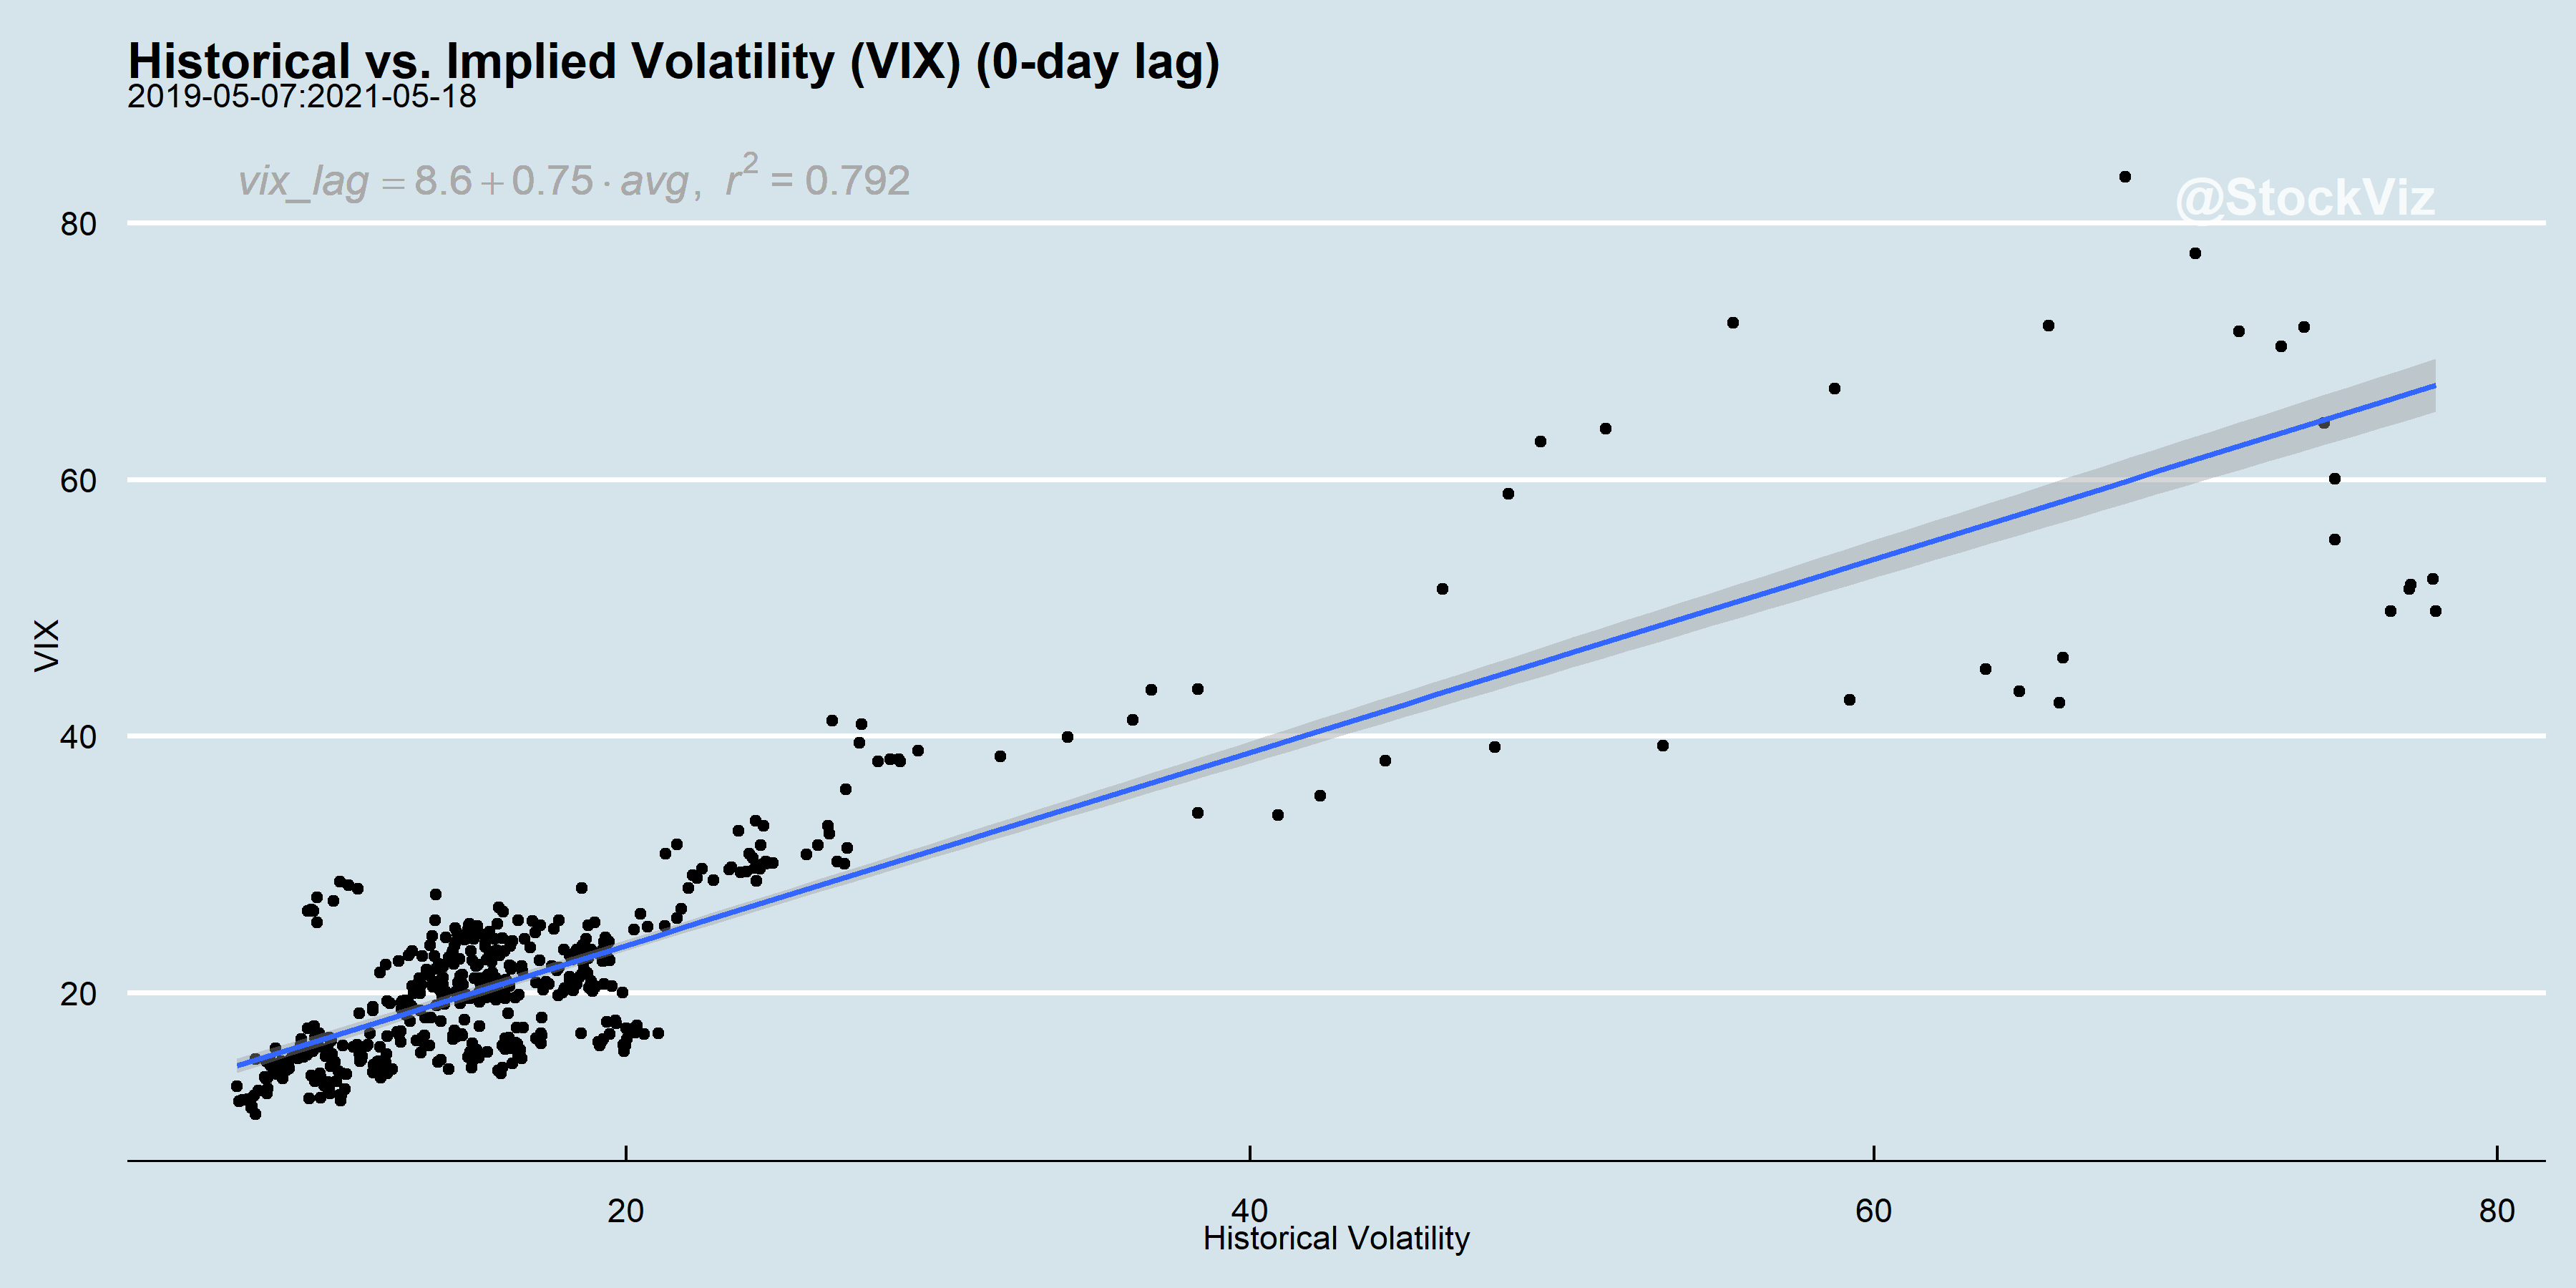 Historical vs. Implied Volatility (VIX) (0-day lag)
2019-05-07:2021-05-18
vix_lag = 8.6 + 0.75 · avg, r² = 0.792
@StockViz
80
60
40
20
VIX
20 40 60 80
Historical Volatility